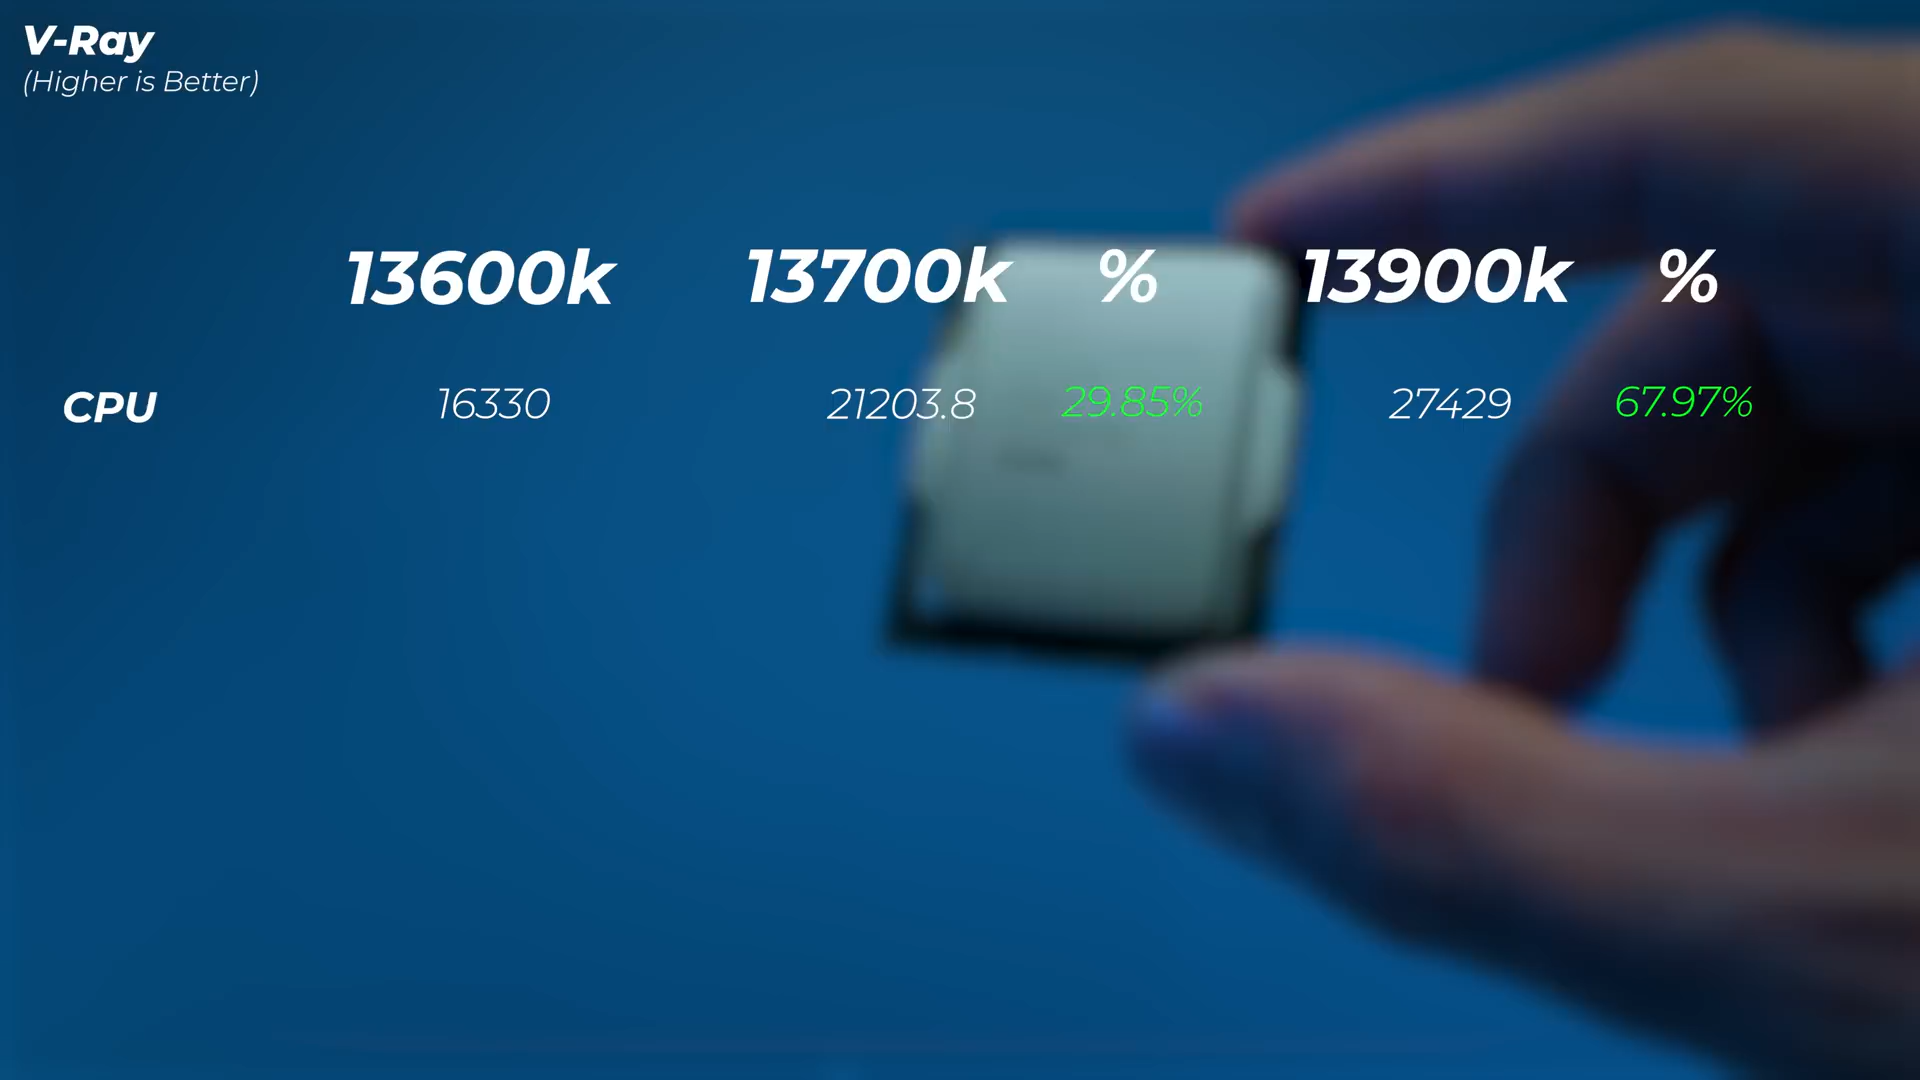 V-Ray
(Higher is Better)
13600k 13700k % 13900k %
CPU 16330 21203.8 29.85% 27429 67.97%